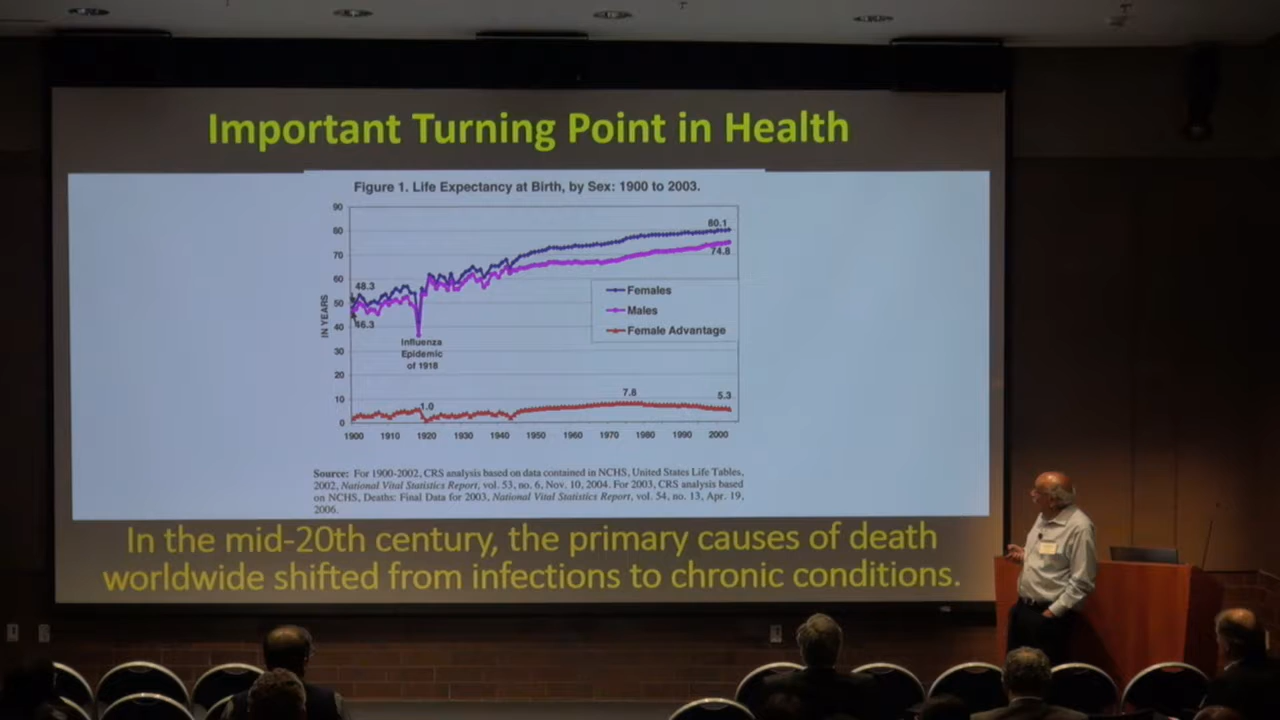 Important Turning Point in Health
Figure 1. Life Expectancy at Birth, by Sex: 1900 to 2003.
90
80
70
60
50
40
30
20
10
0
IN YEARS
48.3
46.3
80.1
74.8
Females
Males
Female Advantage
Influenza
Epidemic
of 1918
1.0
7.8
5.3
1900 1910 1920 1930 1940 1950 1960 1970 1980 1990 2000
Source: For 1900-2002, CRS analysis based on data contained in NCHS, United States Life Tables,
2002, National Vital Statistics Report, vol. 53, no. 6, Nov. 10, 2004. For 2003, CRS analysis based
on NCHS, Deaths: Final Data for 2003, National Vital Statistics Report, vol. 54, no. 13, Apr. 19,
2006.
In the mid-20th century, the primary causes of death
worldwide shifted from infections to chronic conditions.